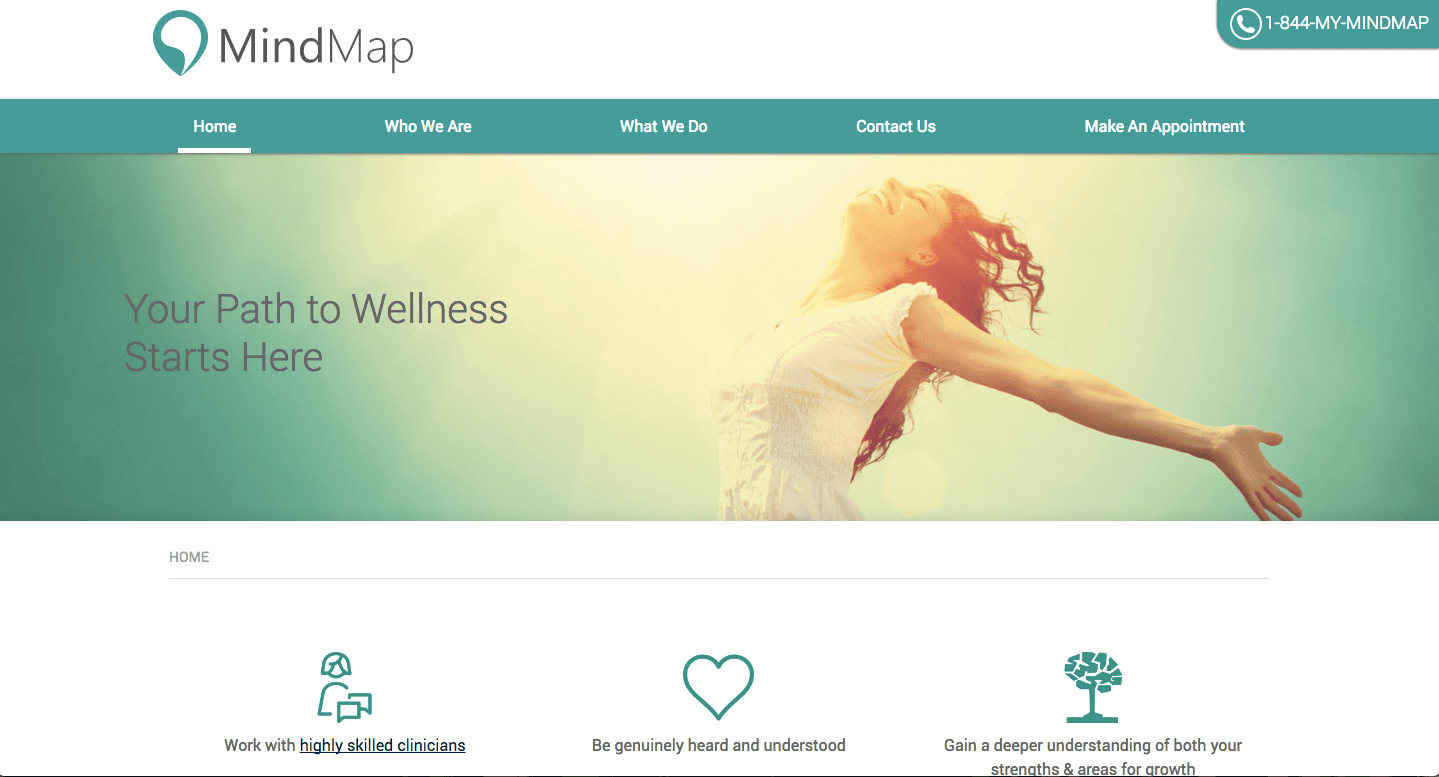 MindMap
1-844-MY-MINDMAP
Home
Who We Are
What We Do
Contact Us
Make An Appointment
Your Path to Wellness
Starts Here
HOME
Work with highly skilled clinicians
Be genuinely heard and understood
Gain a deeper understanding of both your
strengths & areas for growth